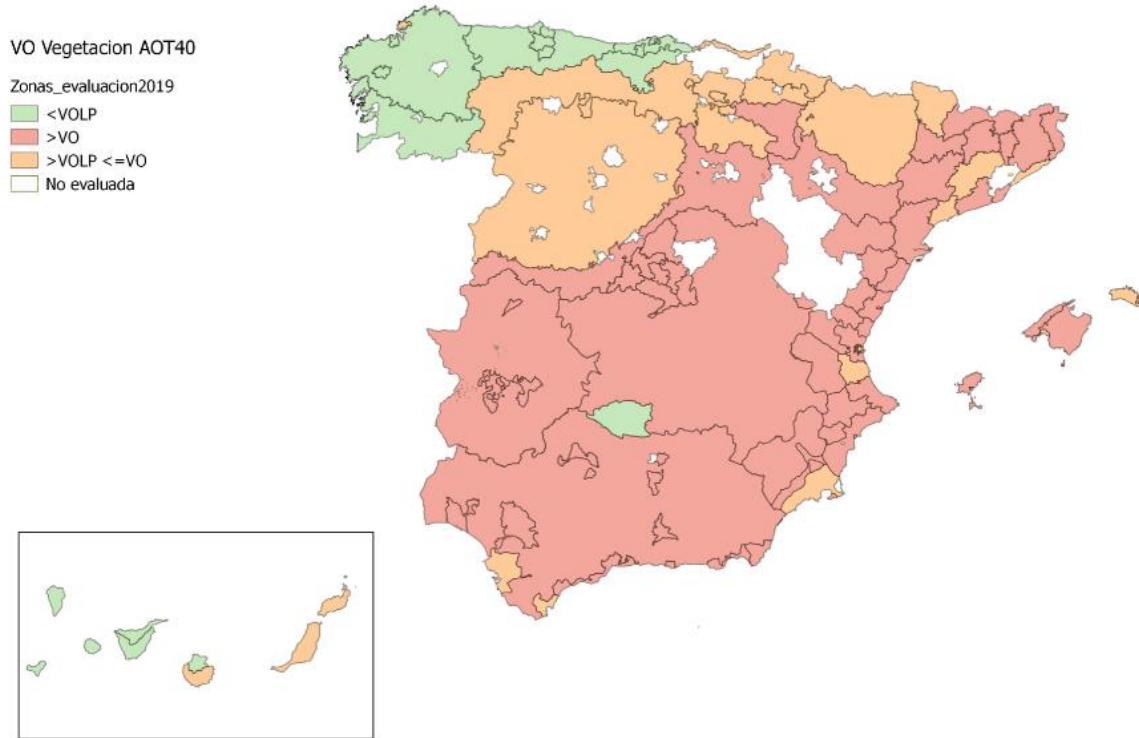 VO Vegetacion AOT40
Zonas_evaluacion2019
<VOLP
>VO
>VOLP <=VO
No evaluada